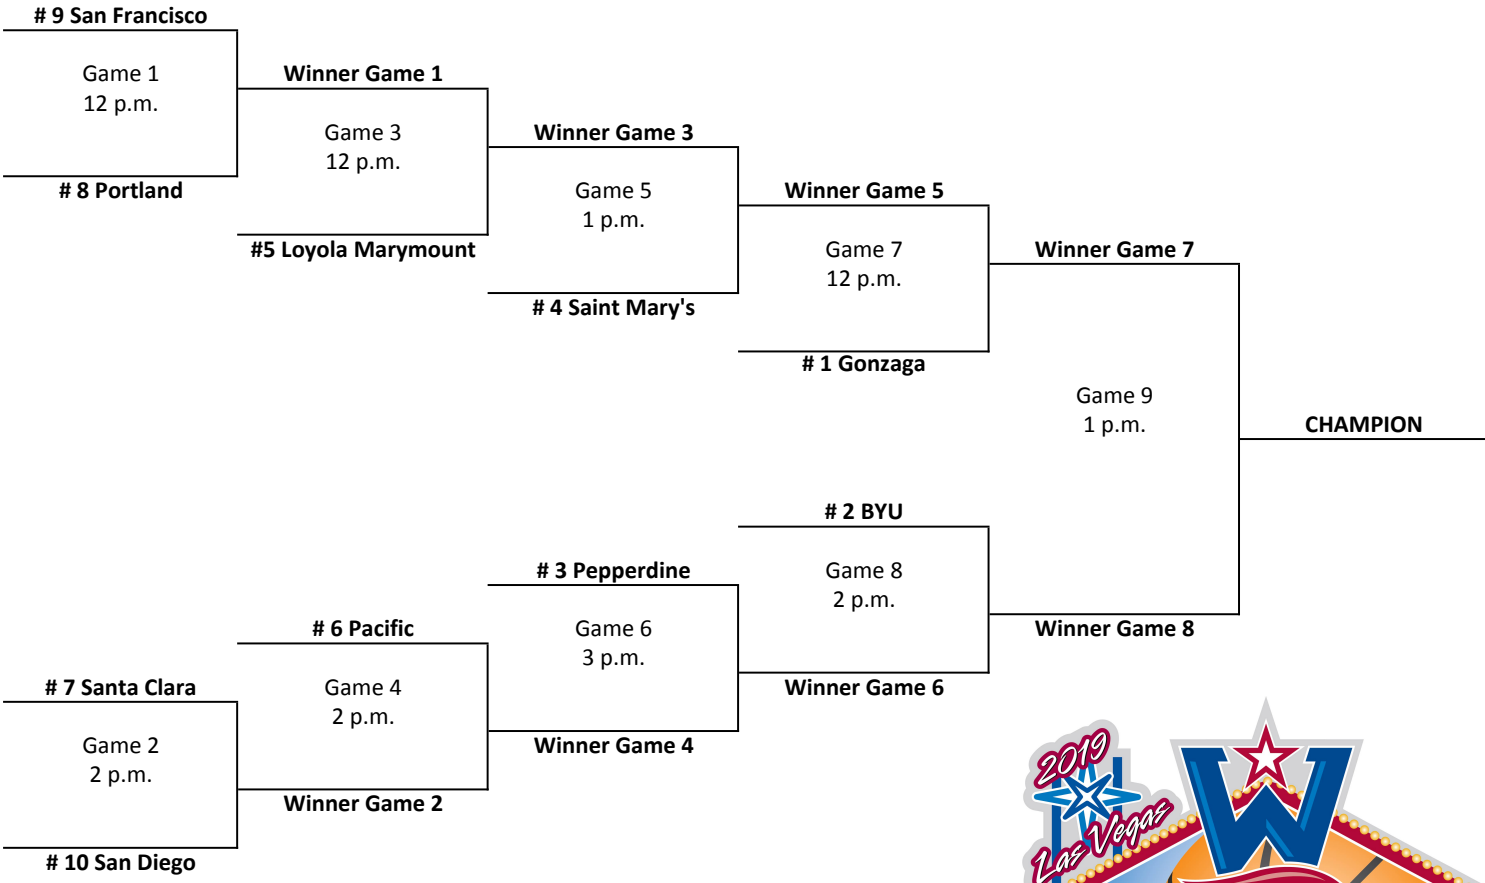 # 9 San Francisco
Game 1
12 p.m.
# 8 Portland
Winner Game 1
Game 3
12 p.m.
#5 Loyola Marymount
Winner Game 3
Game 5
1 p.m.
# 4 Saint Mary's
Winner Game 5
Game 7
12 p.m.
# 1 Gonzaga
Winner Game 7
Game 9
1 p.m.
CHAMPION
# 2 BYU
Game 8
2 p.m.
Winner Game 8
# 3 Pepperdine
Game 6
3 p.m.
Winner Game 6
# 6 Pacific
Game 4
2 p.m.
Winner Game 4
# 7 Santa Clara
Game 2
2 p.m.
Winner Game 2
# 10 San Diego
2019
Las Vegas
W